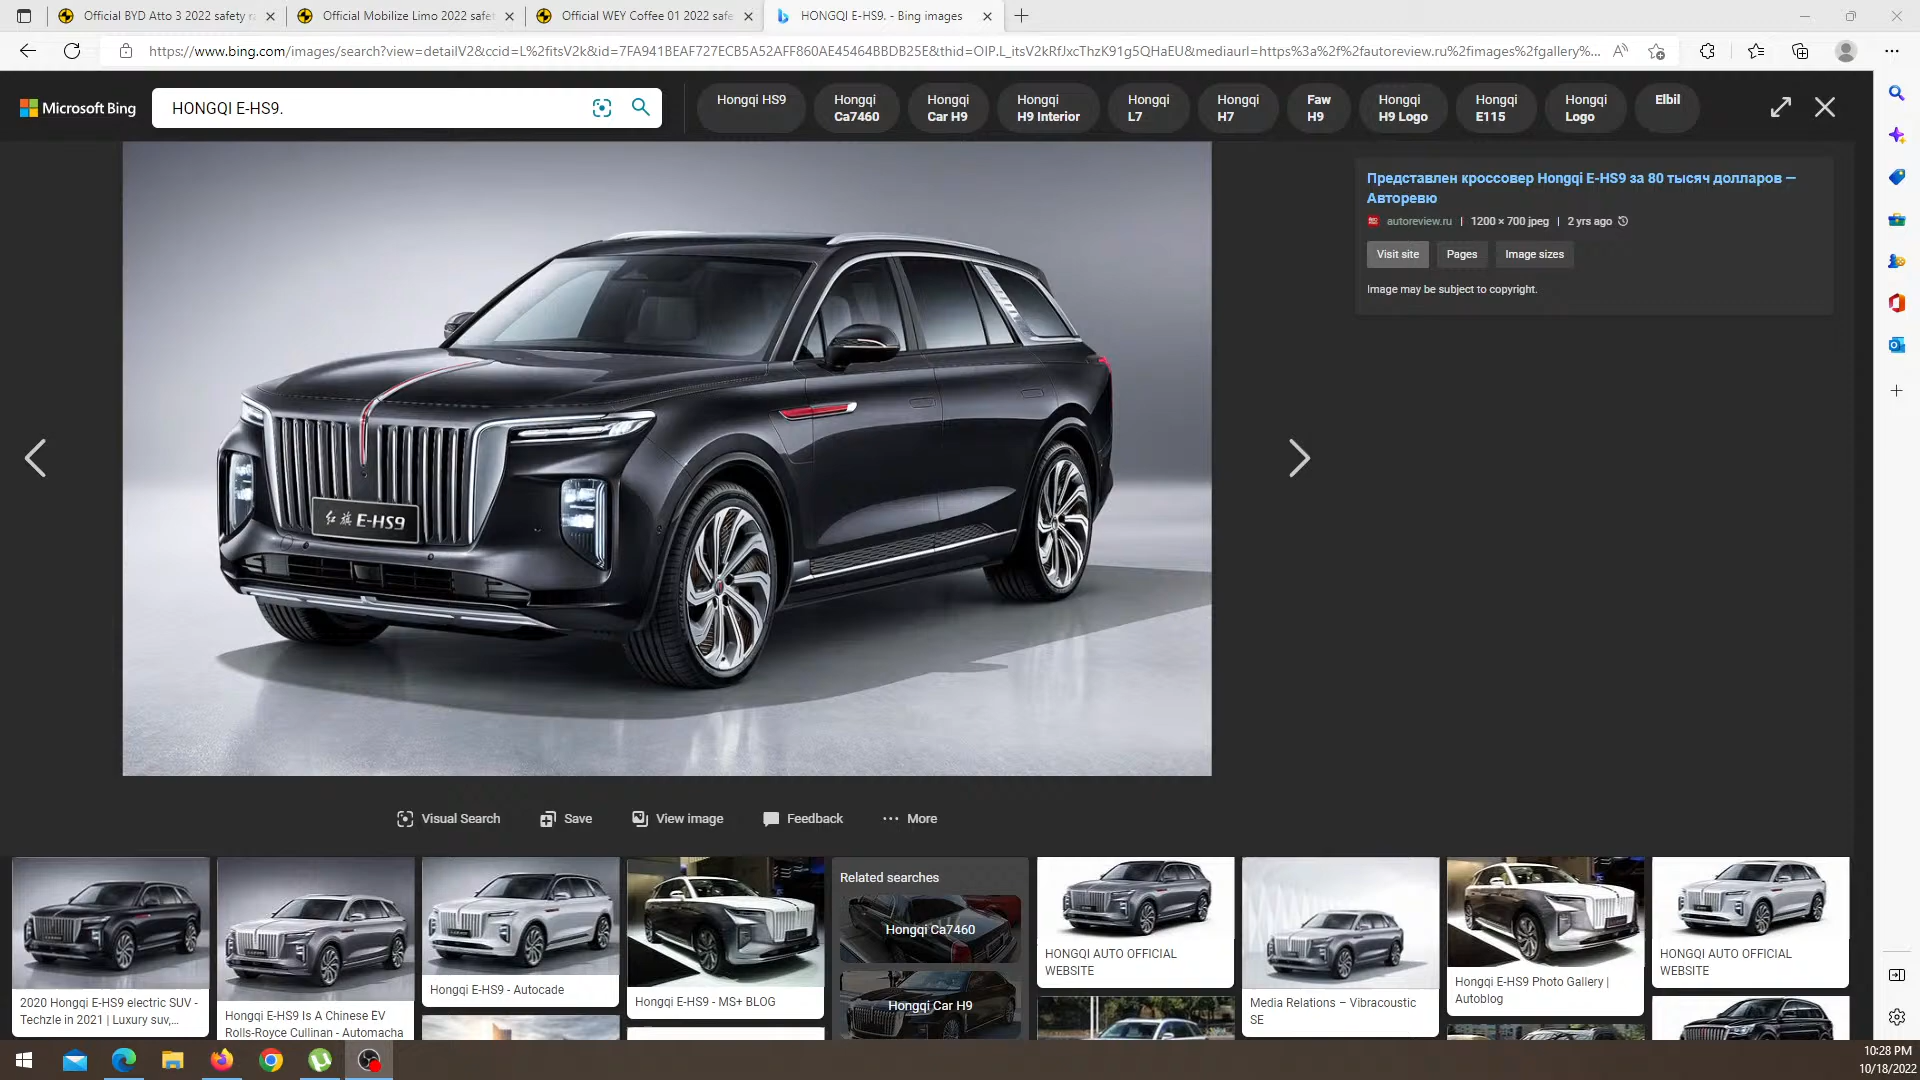 Official BYD Atto 3 2022 safety ra
Official Mobilize Limo 2022 safet
Official WEY Coffee 01 2022 safe
HONGQI E-HS9. - Bing images
https://www.bing.com/images/search?view=detailV2&ccid=L%2fitsV2k&id=7FA941BEAF727ECB5A52AFF860AE45464BBDB25E&thid=OIP.L_itsV2kRfJxcThzK91g5QHaEU&mediaurl=https%3a%2f%2fautoreview.ru%2fimages%2fgallery%...
Microsoft Bing
HONGQI E-HS9.
Hongqi HS9
Hongqi
Ca7460
Hongqi
Car H9
Hongqi
H9 Interior
Hongqi
L7
Hongqi
H7
Faw
H9
Hongqi
H9 Logo
Hongqi
E115
Hongqi
Logo
Elbil
红旗 E-HS9
Представлен кроссовер Hongqi E-HS9 за 80 тысяч долларов —
Авторевю
autoreview.ru | 1200 × 700 jpeg | 2 yrs ago
Visit site
Pages
Image sizes
Image may be subject to copyright.
Visual Search
Save
View image
Feedback
More
2020 Hongqi E-HS9 electric SUV -
Techzle in 2021 | Luxury suv,...
Hongqi E-HS9 Is A Chinese EV
Rolls-Royce Cullinan - Automacha
Hongqi E-HS9 - Autocade
Hongqi E-HS9 - MS+ BLOG
Related searches
Hongqi Ca7460
Hongqi Car H9
HONGQI AUTO OFFICIAL
WEBSITE
Media Relations – Vibracoustic
SE
Hongqi E-HS9 Photo Gallery |
Autoblog
HONGQI AUTO OFFICIAL
WEBSITE
10:28 PM
10/18/2022